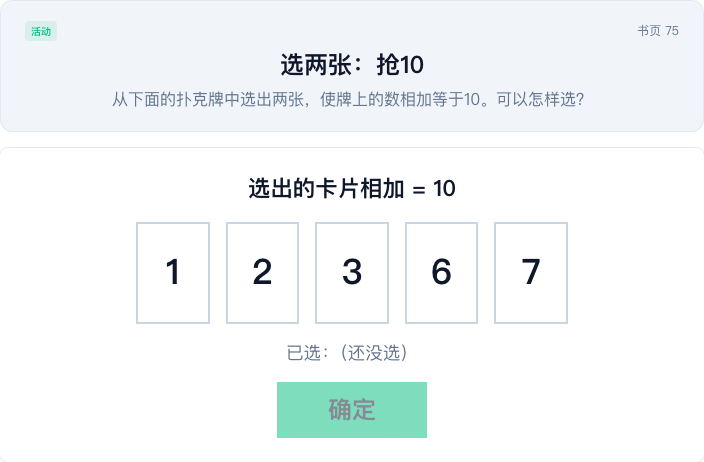 活动
书页 75
选两张：抢10
从下面的扑克牌中选出两张，使牌上的数相加等于10。可以怎样选？
选出的卡片相加 = 10
1 2 3 6 7
已选：（还没选）
确定